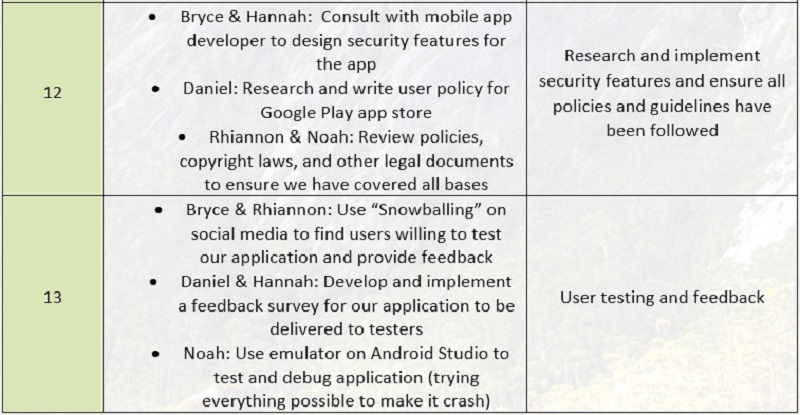 12
• Bryce & Hannah: Consult with mobile app
developer to design security features for
the app
• Daniel: Research and write user policy for
Google Play app store
• Rhiannon & Noah: Review policies,
copyright laws, and other legal documents
to ensure we have covered all bases
Research and implement
security features and ensure all
policies and guidelines have
been followed
13
• Bryce & Rhiannon: Use “Snowballing” on
social media to find users willing to test
our application and provide feedback
• Daniel & Hannah: Develop and implement
a feedback survey for our application to be
delivered to testers
• Noah: Use emulator on Android Studio to
test and debug application (trying
everything possible to make it crash)
User testing and feedback